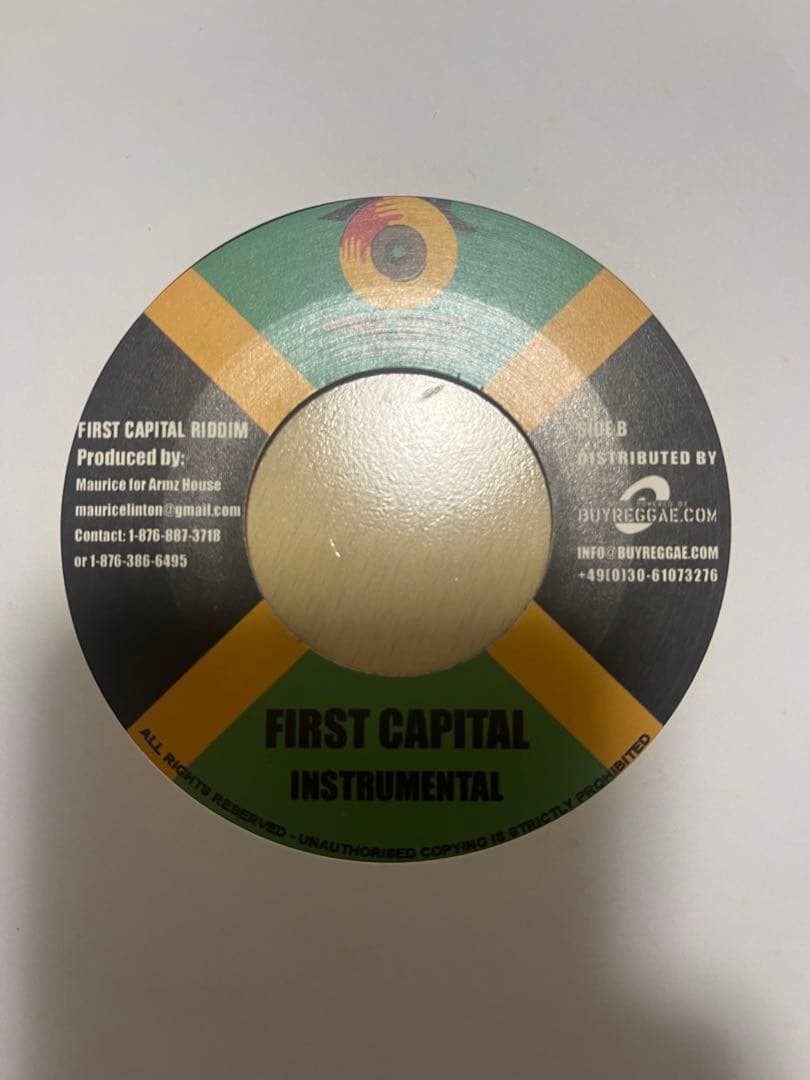 FIRST CAPITAL RIDDIM
Produced by:
Maurice for Armz House
mauricelinton@gmail.com
Contact: 1-876-887-3718
or 1-876-386-6495
SIDE B
DISTRIBUTED BY
POWERED BY
BUYREGGAE.COM
INFO@BUYREGGAE.COM
+49(0)30-61073276
FIRST CAPITAL
INSTRUMENTAL
ALL RIGHTS RESERVED - UNAUTHORISED COPYING IS STRICTLY PROHIBITED